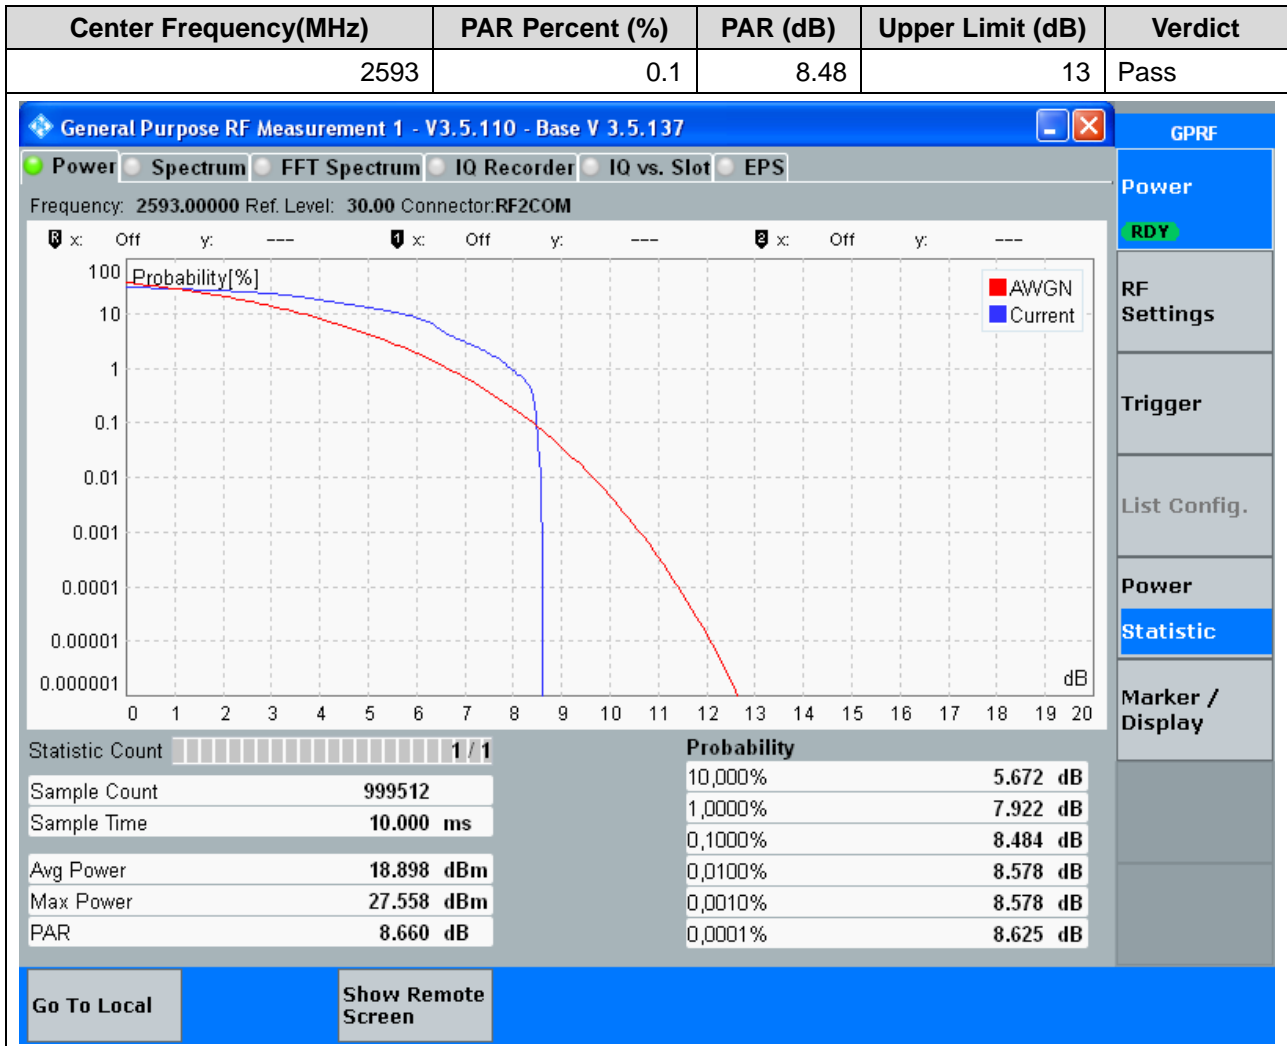 Center Frequency(MHz) PAR Percent (%) PAR (dB) Upper Limit (dB) Verdict
2593 0.1 8.48 13 Pass
General Purpose RF Measurement 1 - V3.5.110 - Base V 3.5.137
GPRF
Power Spectrum FFT Spectrum IQ Recorder IQ vs. Slot EPS
Frequency: 2593.00000 Ref. Level: 30.00 Connector:RF2COM
R x: Off y: --- 1 x: Off y: --- 2 x: Off y: ---
Probability[%]
100
10
1
0.1
0.01
0.001
0.0001
0.00001
0.000001
AWGN
Current
dB
0 1 2 3 4 5 6 7 8 9 10 11 12 13 14 15 16 17 18 19 20
Statistic Count 1 / 1
Sample Count 999512
Sample Time 10.000 ms
Avg Power 18.898 dBm
Max Power 27.558 dBm
PAR 8.660 dB
Probability
10,000% 5.672 dB
1,0000% 7.922 dB
0,1000% 8.484 dB
0,0100% 8.578 dB
0,0010% 8.578 dB
0,0001% 8.625 dB
Power
RDY
RF
Settings
Trigger
List Config.
Power
Statistic
Marker /
Display
Go To Local
Show Remote
Screen